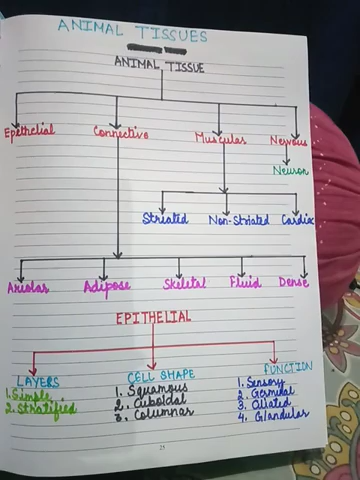 ANIMAL TISSUES
ANIMAL TISSUE
Epethelial Connective Muscular Nervous
Neuron
Striated Non-Striated Cardiac
Areolar Adipose Skeletal Fluid Dense
EPITHELIAL
LAYERS CELL SHAPE FUNCTION
1. Simple 1. Squamous 1. Sensory
2. Stratified 2. Cuboidal 2. Germidal
3. Columnar 3. Ciliated
4. Glandular
25